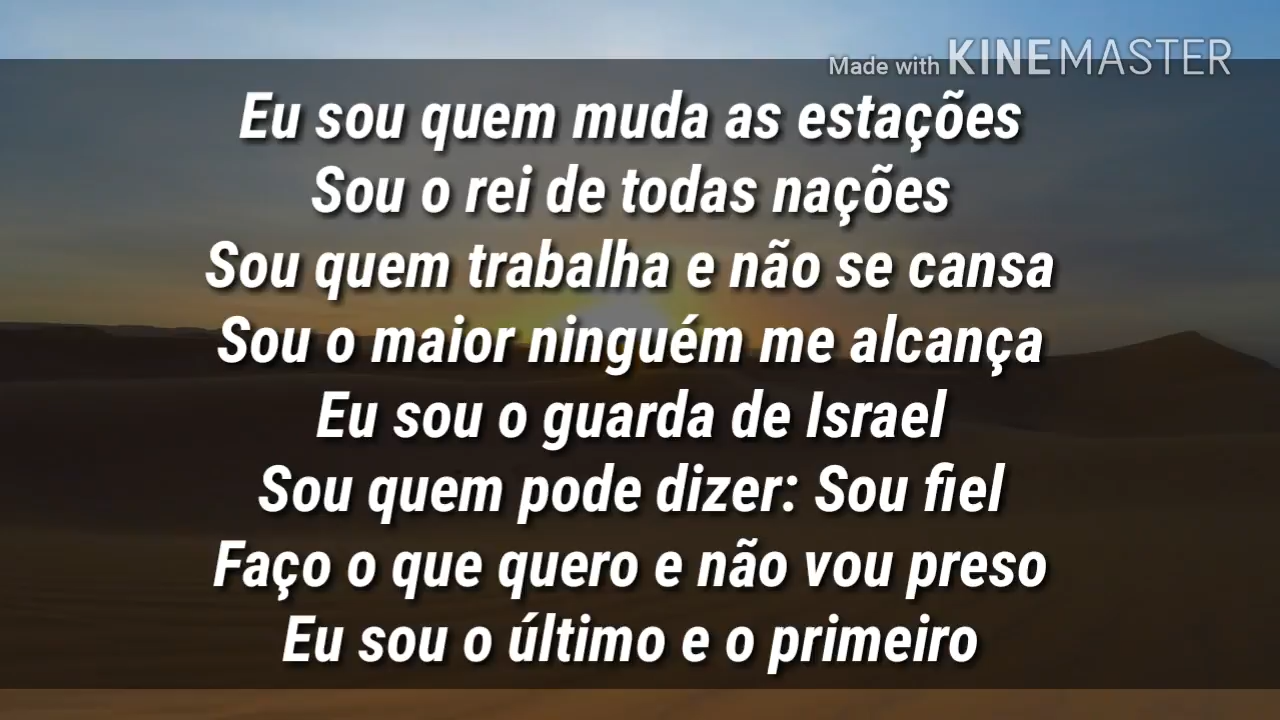 Made with KINEMASTER
Eu sou quem muda as estações
Sou o rei de todas nações
Sou quem trabalha e não se cansa
Sou o maior ninguém me alcança
Eu sou o guarda de Israel
Sou quem pode dizer: Sou fiel
Faço o que quero e não vou preso
Eu sou o último e o primeiro